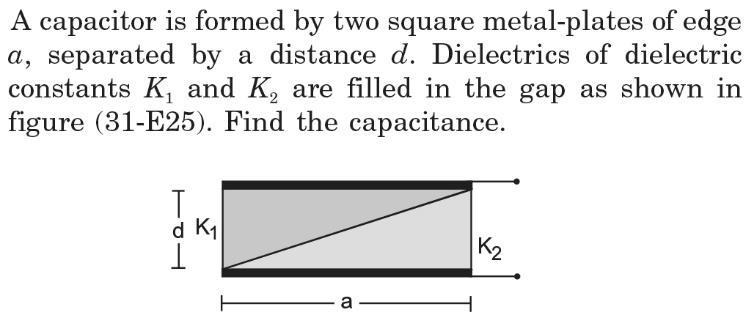 A capacitor is formed by two square metal-plates of edge
a, separated by a distance d. Dielectrics of dielectric
constants K₁ and K₂ are filled in the gap as shown in
figure (31-E25). Find the capacitance.
d K₁
K₂
a